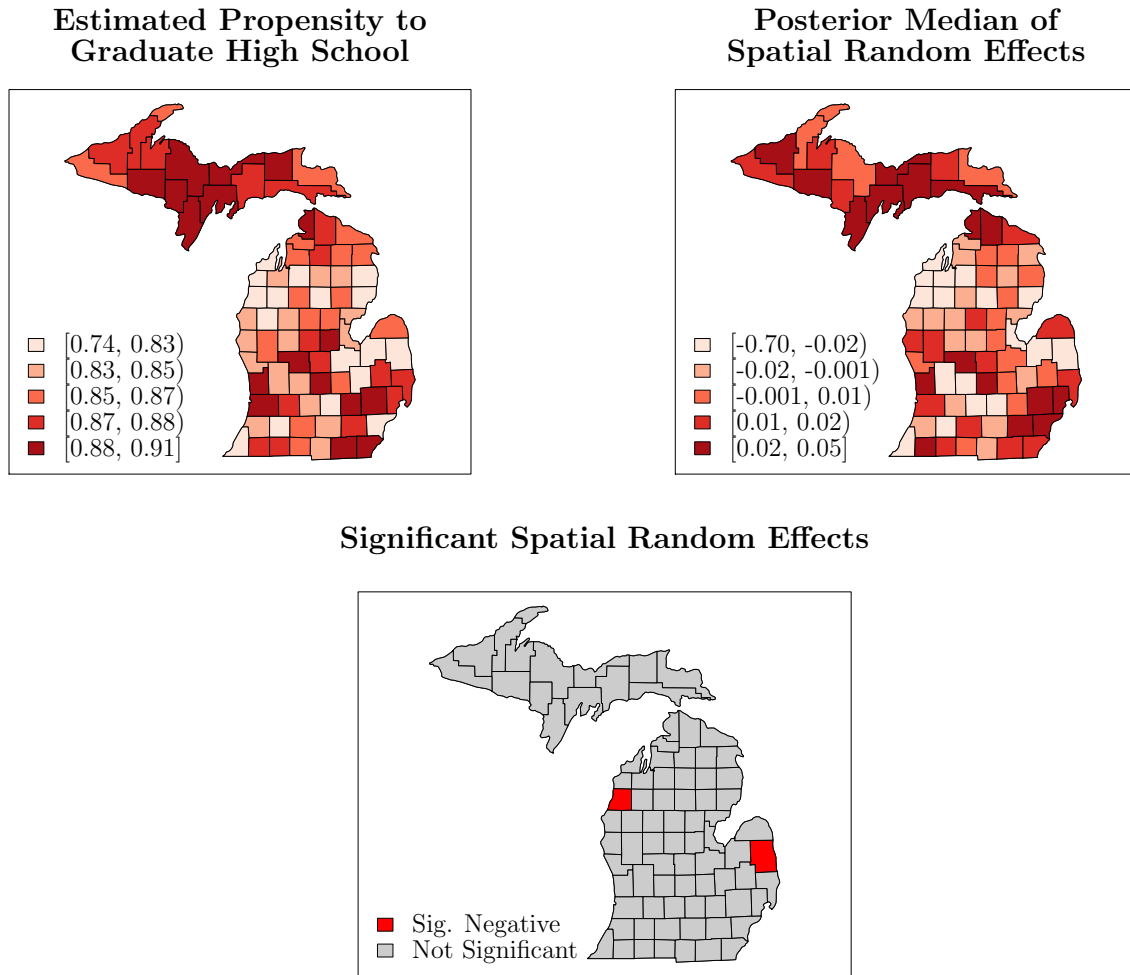 Estimated Propensity to
Graduate High School
[0.74, 0.83)
[0.83, 0.85)
[0.85, 0.87)
[0.87, 0.88)
[0.88, 0.91]
Posterior Median of
Spatial Random Effects
[-0.70, -0.02)
[-0.02, -0.001)
[-0.001, 0.01)
[0.01, 0.02)
[0.02, 0.05]
Significant Spatial Random Effects
Sig. Negative
Not Significant